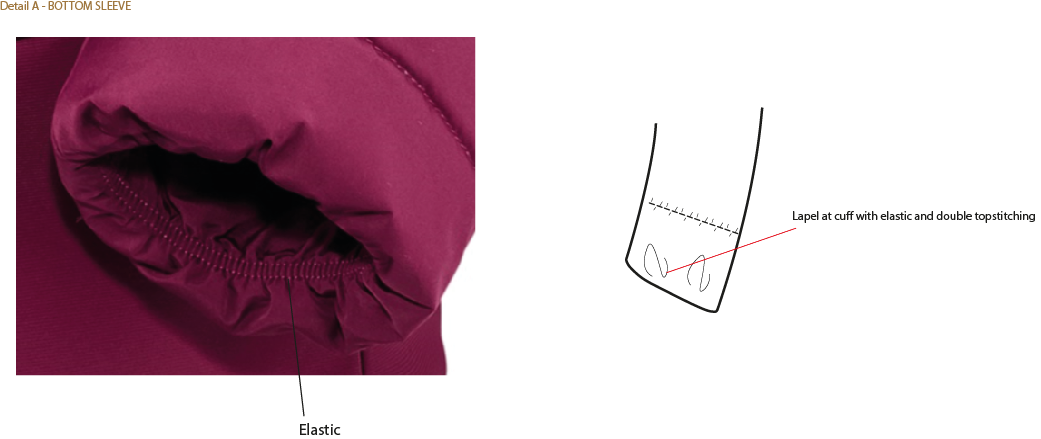 Detail A - BOTTOM SLEEVE
Lapel at cuff with elastic and double topstitching
Elastic